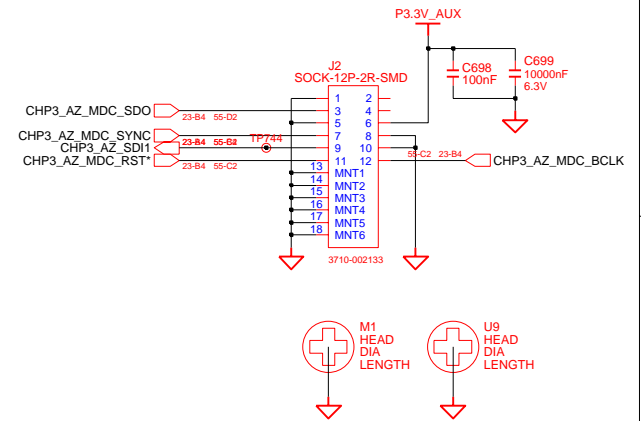 P3.3V_AUX
C698
100nF
C699
10000nF
6.3V
J2
SOCK-12P-2R-SMD
1 2
3 4
5 6
7 8
9 10
11 12
13 MNT1
14 MNT2
15 MNT3
16 MNT4
17 MNT5
18 MNT6
3710-002133
CHP3_AZ_MDC_SDO 23-B4 55-D2
CHP3_AZ_MDC_SYNC
CHP3_AZ_SDI1 TP744
CHP3_AZ_MDC_RST* 23-B4 55-C2
55-C2 23-B4 CHP3_AZ_MDC_BCLK
M1
HEAD
DIA
LENGTH
U9
HEAD
DIA
LENGTH